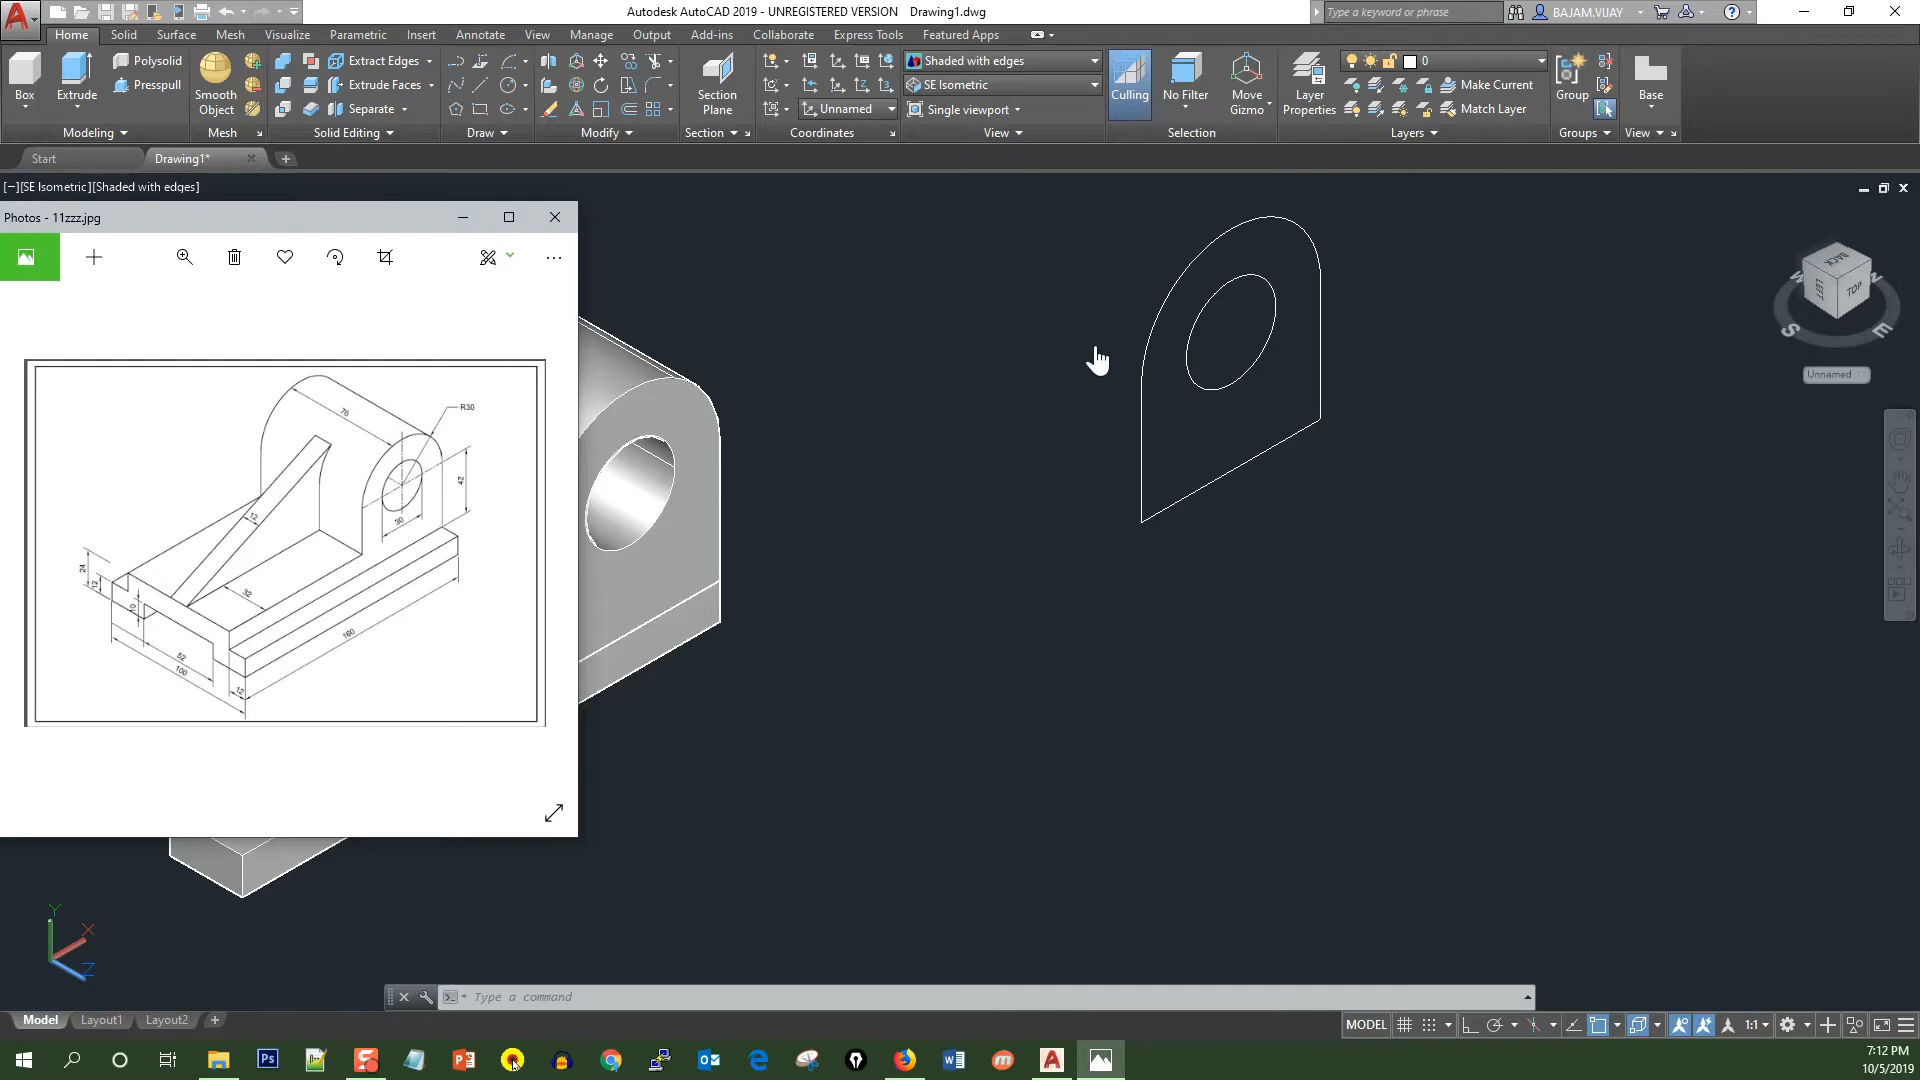 Autodesk AutoCAD 2019 - UNREGISTERED VERSION Drawing1.dwg
Type a keyword or phrase
BAJAM.VIJAY
Home Solid Surface Mesh Visualize Parametric Insert Annotate View Manage Output Add-ins Collaborate Express Tools Featured Apps
Box
Extrude
Polysolid
Presspull
Smooth Object
Extract Edges
Extrude Faces
Separate
Section Plane
Unnamed
Shaded with edges
SE Isometric
Single viewport
Culling
No Filter
Move Gizmo
Layer Properties
0
Make Current
Match Layer
Group
Base
Modeling Mesh Solid Editing Draw Modify Section Coordinates View Selection Layers Groups View
Start Drawing1*
[−][SE Isometric][Shaded with edges]
Photos - 11zzz.jpg
76
R30
42
30
12
24
12
10
32
52
100
12
160
BACK
LEFT
TOP
W
N
S
E
Unnamed
Y
X
Z
Type a command
Model Layout1 Layout2
MODEL
1:1
Ps
7:12 PM
10/5/2019